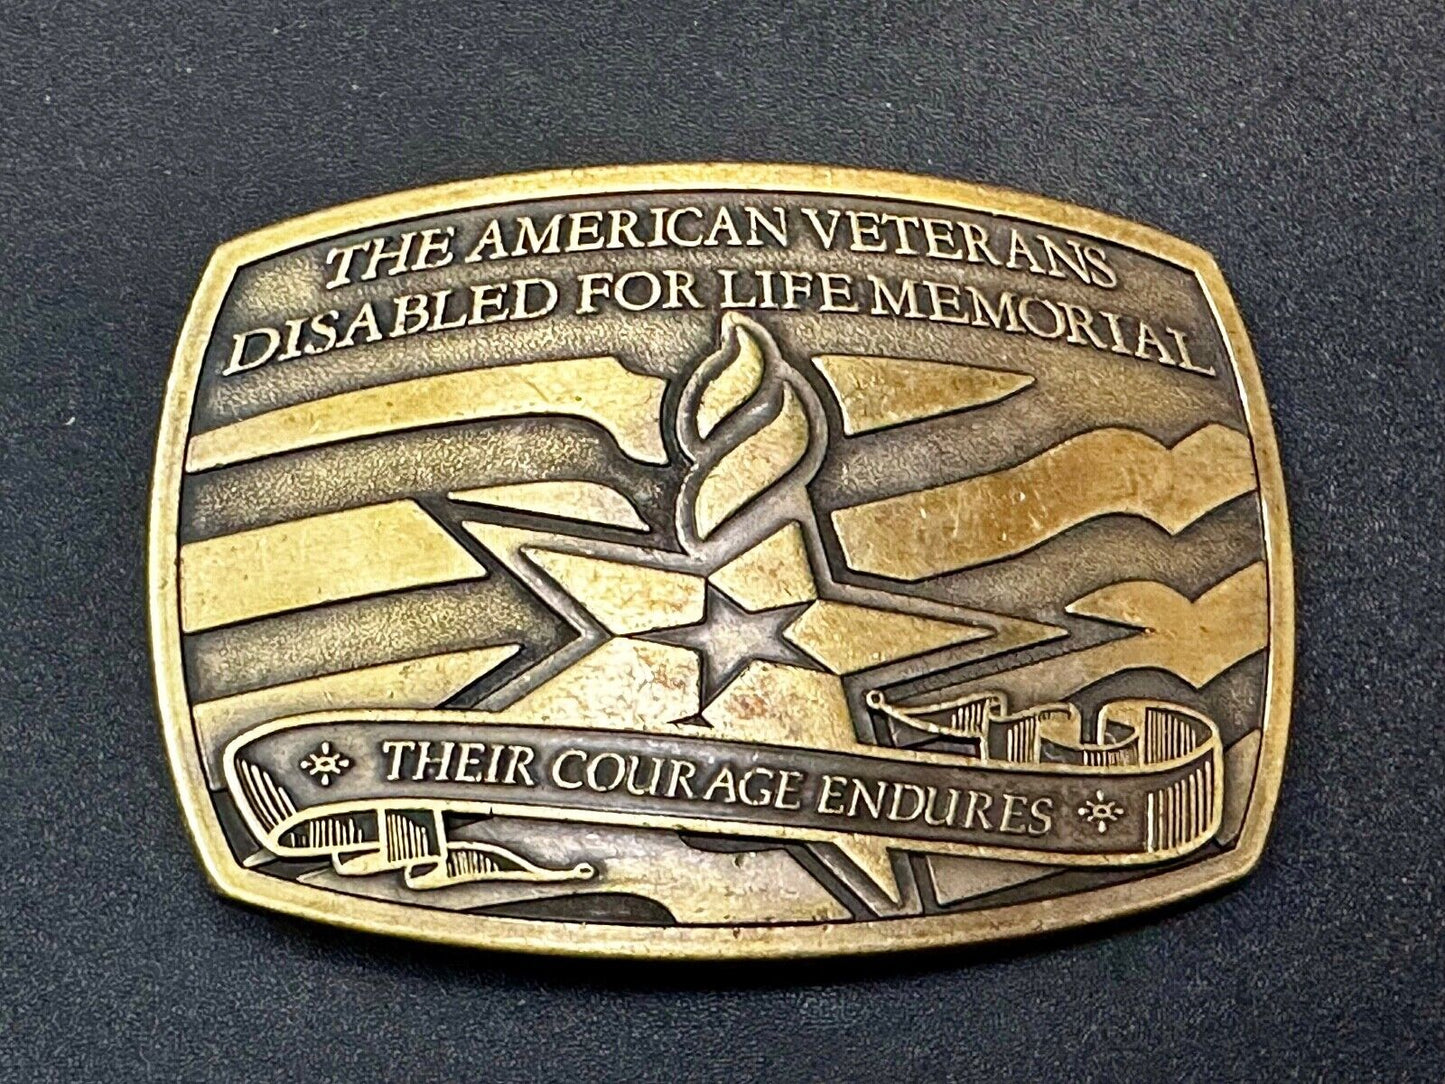 THE AMERICAN VETERANS
DISABLED FOR LIFE MEMORIAL
THEIR COURAGE ENDURES